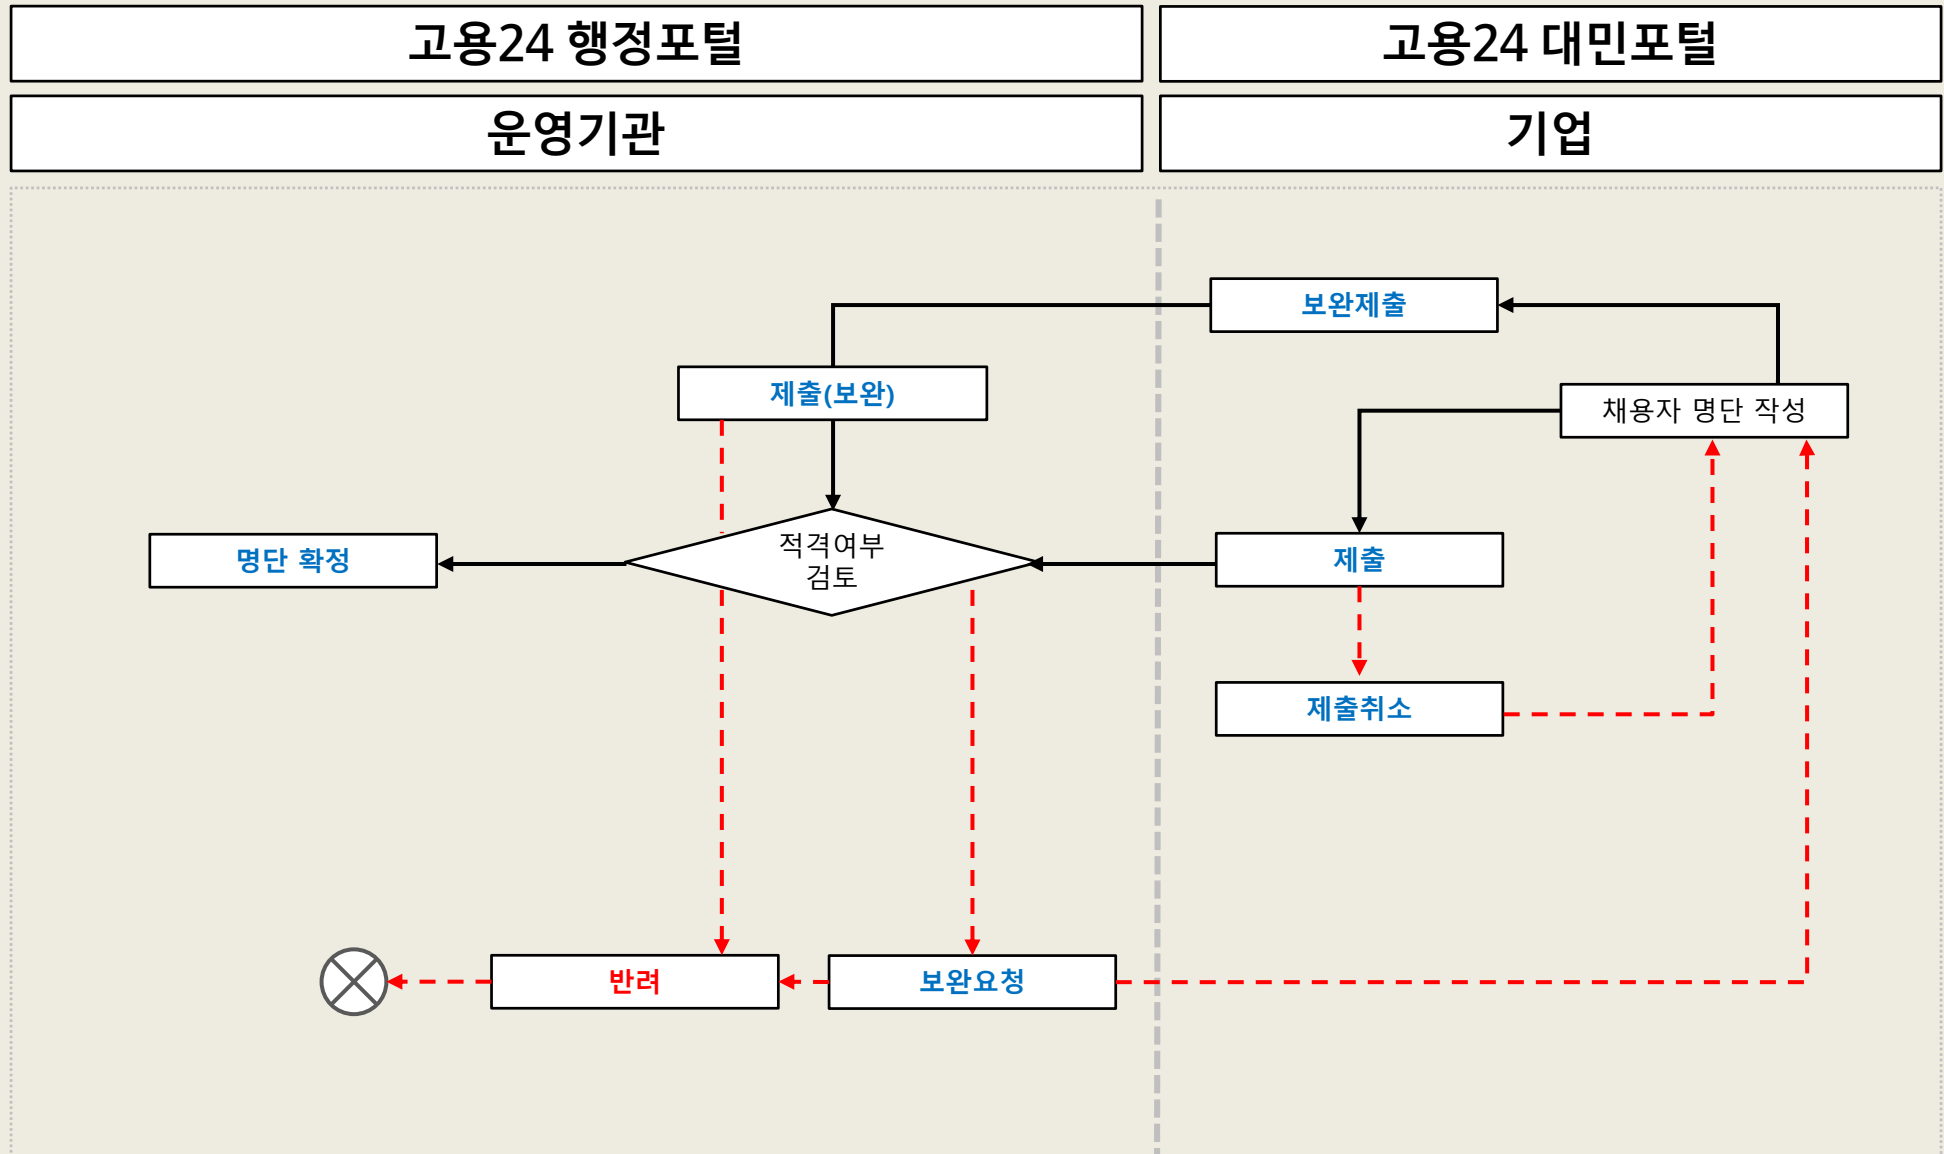 고용24 행정포털
고용24 대민포털
운영기관
기업
보완제출
제출(보완)
채용자 명단 작성
적격여부
검토
명단 확정
제출
제출취소
반려
보완요청